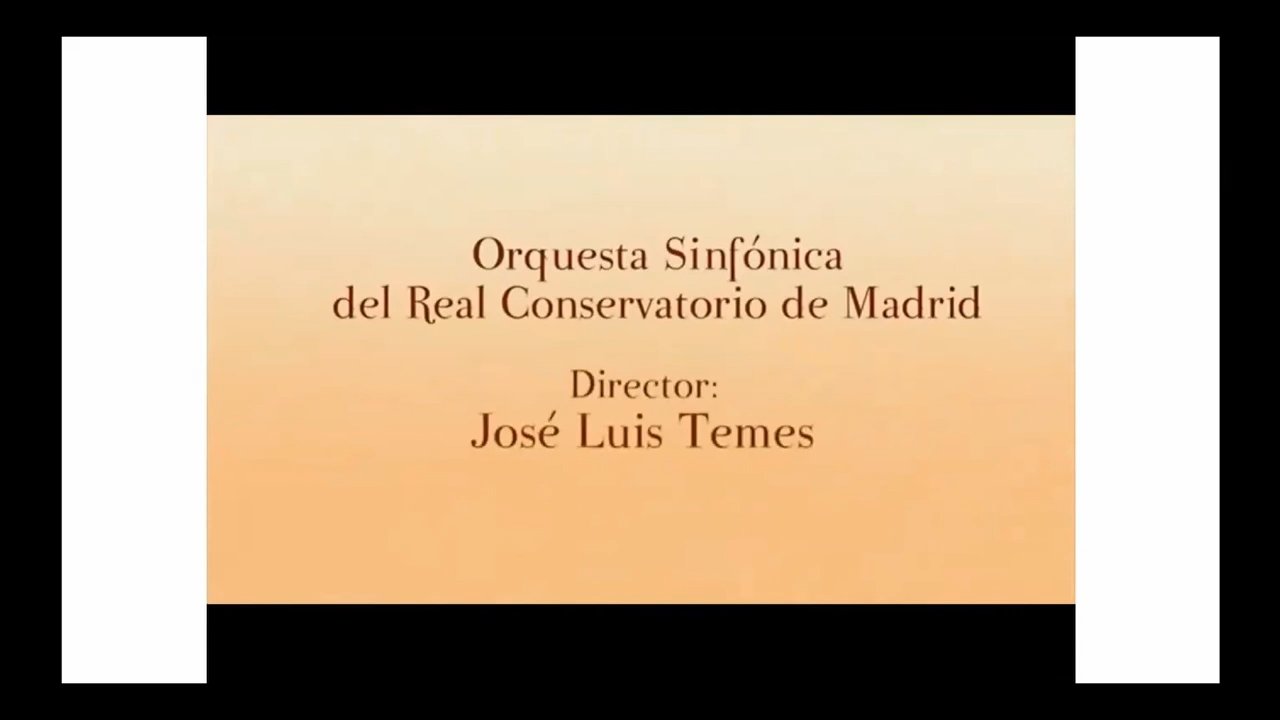 Orquesta Sinfónica
del Real Conservatorio de Madrid
Director:
José Luis Temes